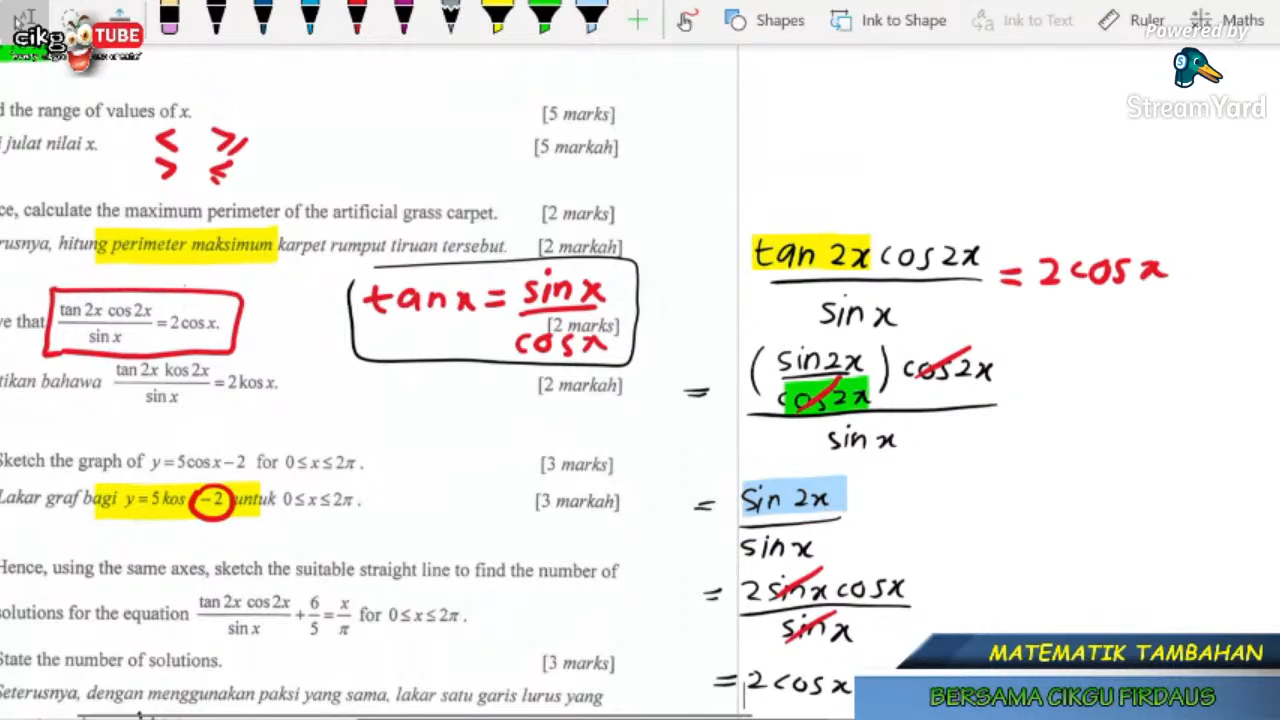 Shapes Ink to Shape Ink to Text Ruler Maths
cikg TUBE
Powered by
StreamYard
d the range of values of x. [5 marks]
julat nilai x. [5 markah]
< ≥
> ≤
ce, calculate the maximum perimeter of the artificial grass carpet. [2 marks]
rusnya, hitung perimeter maksimum karpet rumput tiruan tersebut. [2 markah]
ve that tan 2x cos 2x / sin x = 2 cos x. [2 marks]
tan x = sin x / cos x
tikan bahawa tan 2x kos 2x / sin x = 2 kos x. [2 markah]
Sketch the graph of y = 5 cos x − 2 for 0 ≤ x ≤ 2π. [3 marks]
Lakar graf bagi y = 5 kos − 2 untuk 0 ≤ x ≤ 2π. [3 markah]
Hence, using the same axes, sketch the suitable straight line to find the number of
solutions for the equation tan 2x cos 2x / sin x + 6/5 = x/π for 0 ≤ x ≤ 2π.
State the number of solutions. [3 marks]
Seterusnya, dengan menggunakan paksi yang sama, lakar satu garis lurus yang
tan 2x cos 2x / sin x = 2 cos x
= (sin 2x / cos 2x) cos 2x / sin x
= sin 2x / sin x
= 2 sin x cos x / sin x
= 2 cos x
MATEMATIK TAMBAHAN
BERSAMA CIKGU FIRDAUS